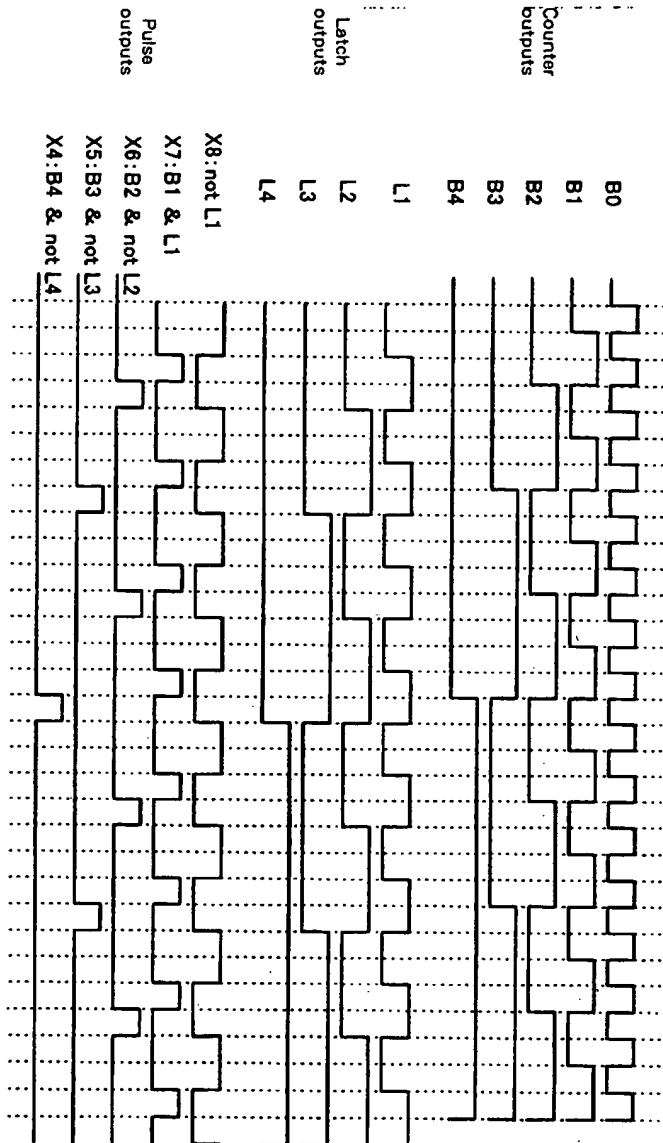 Counter
outputs
B0
B1
B2
B3
B4
Latch
outputs
L1
L2
L3
L4
Pulse
outputs
X8:not L1
X7:B1 & L1
X6:B2 & not L2
X5:B3 & not L3
X4:B4 & not L4